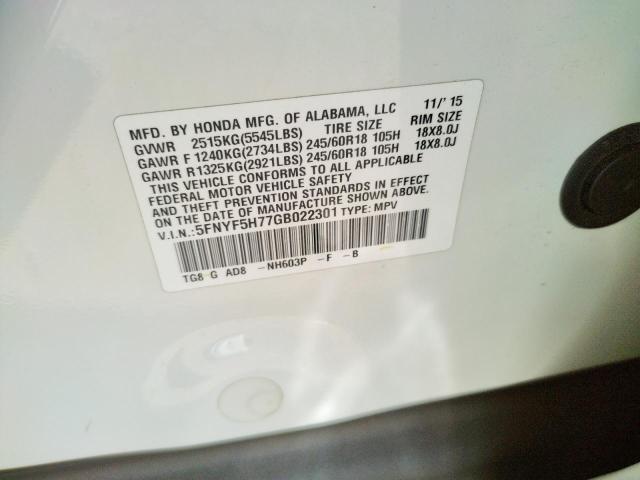 MFD. BY HONDA MFG. OF ALABAMA, LLC 11/'15
GVWR 2515KG(5545LBS) TIRE SIZE RIM SIZE
GAWR F 1240KG(2734LBS) 245/60R18 105H 18X8.0J
GAWR R1325KG(2921LBS) 245/60R18 105H 18X8.0J
THIS VEHICLE CONFORMS TO ALL APPLICABLE
FEDERAL MOTOR VEHICLE SAFETY
AND THEFT PREVENTION STANDARDS IN EFFECT
ON THE DATE OF MANUFACTURE SHOWN ABOVE.
V.I.N.: 5FNYF5H77GB022301 TYPE: MPV
TG8 G AD8 -NH603P -F -B